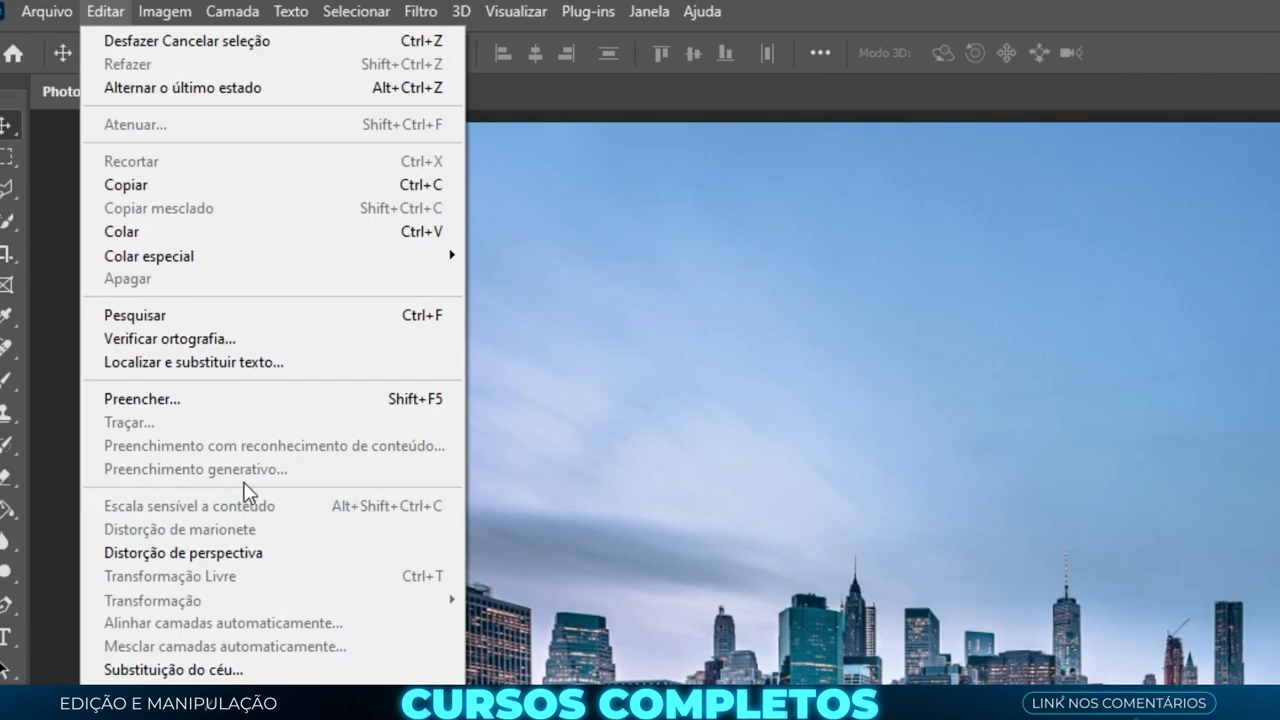 Arquivo Editar Imagem Camada Texto Selecionar Filtro 3D Visualizar Plug-ins Janela Ajuda
Desfazer Cancelar seleção Ctrl+Z
Refazer Shift+Ctrl+Z
Modo 3D:
Alternar o último estado Alt+Ctrl+Z
Photo
Atenuar... Shift+Ctrl+F
Recortar Ctrl+X
Copiar Ctrl+C
Copiar mesclado Shift+Ctrl+C
Colar Ctrl+V
Colar especial
Apagar
Pesquisar Ctrl+F
Verificar ortografia...
Localizar e substituir texto...
Preencher... Shift+F5
Traçar...
Preenchimento com reconhecimento de conteúdo...
Preenchimento generativo...
Escala sensível a conteúdo Alt+Shift+Ctrl+C
Distorção de marionete
Distorção de perspectiva
Transformação Livre Ctrl+T
Transformação
Alinhar camadas automaticamente...
Mesclar camadas automaticamente...
Substituição do céu...
EDIÇÃO E MANIPULAÇÃO CURSOS COMPLETOS LINK NOS COMENTÁRIOS